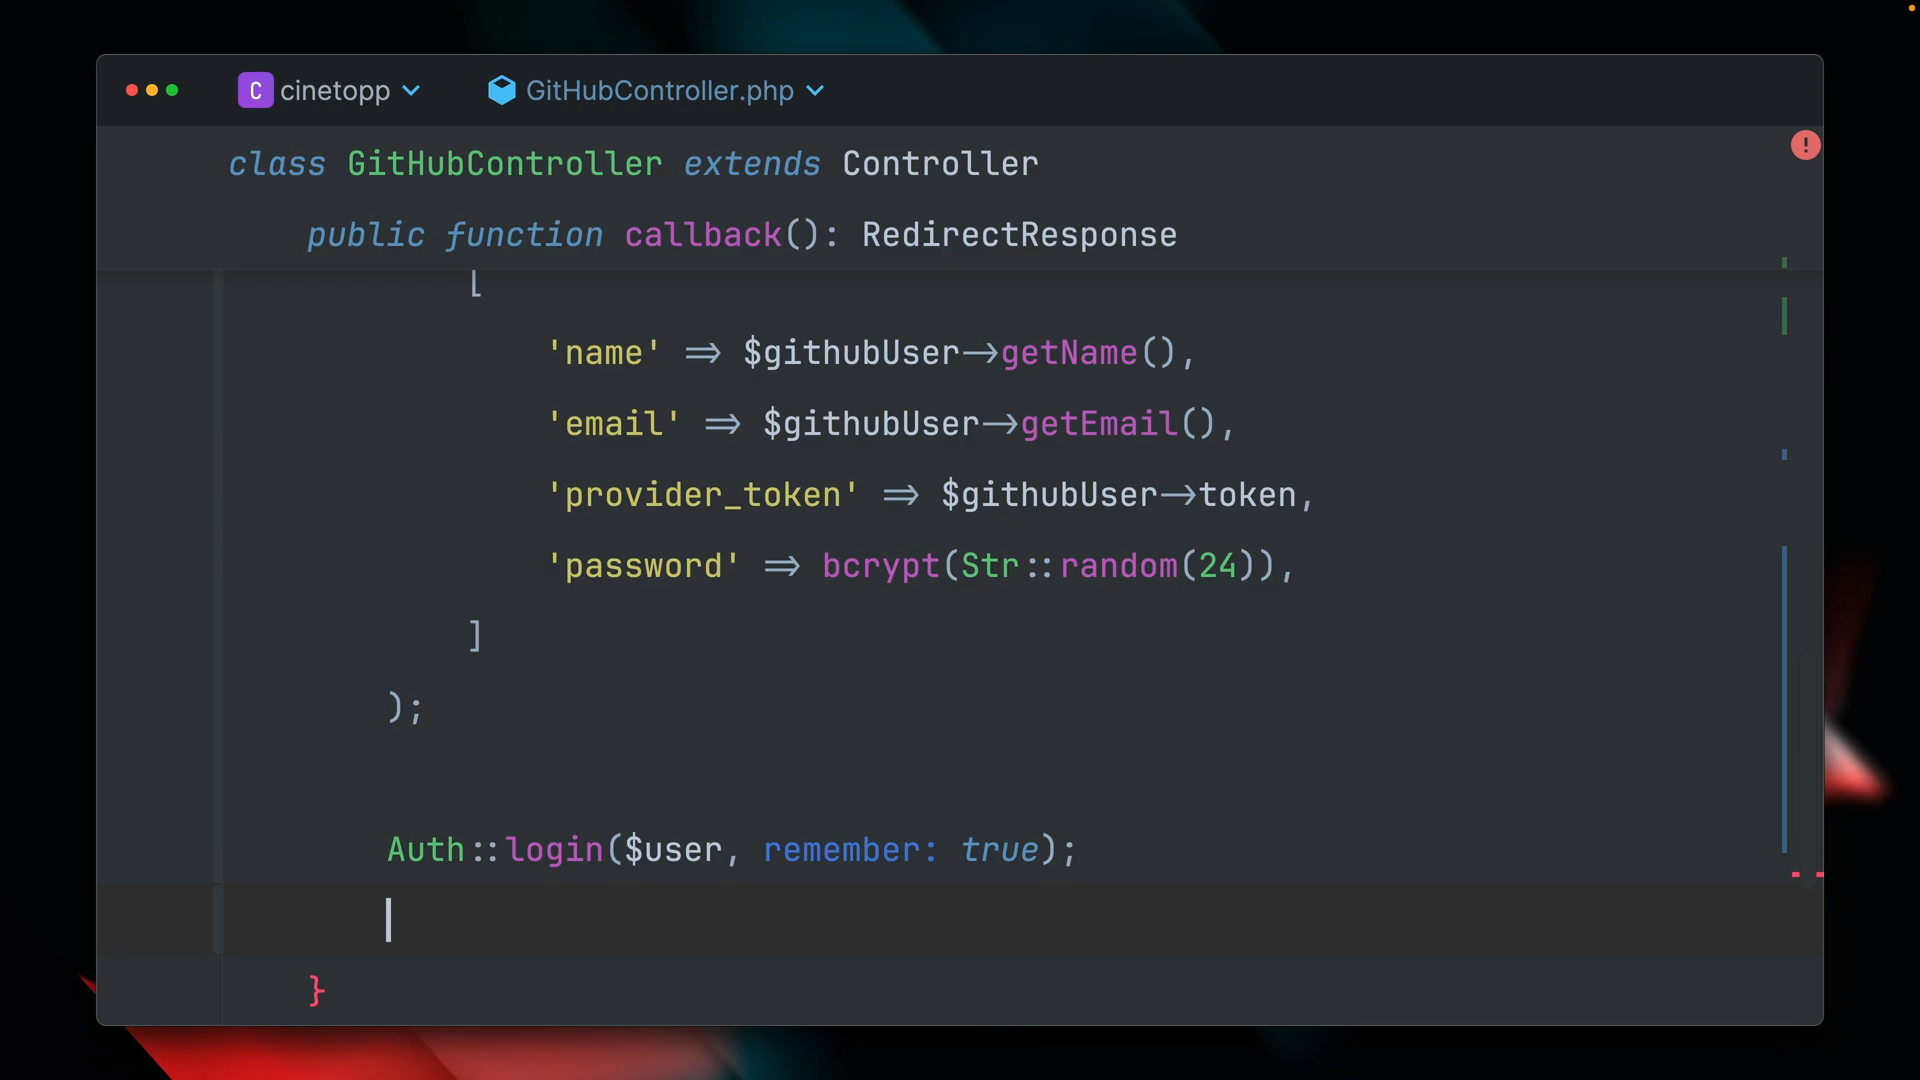 C cinetopp GitHubController.php
class GitHubController extends Controller
public function callback(): RedirectResponse
[
'name' => $githubUser->getName(),
'email' => $githubUser->getEmail(),
'provider_token' => $githubUser->token,
'password' => bcrypt(Str::random(24)),
]
);
Auth::login($user, remember: true);
}